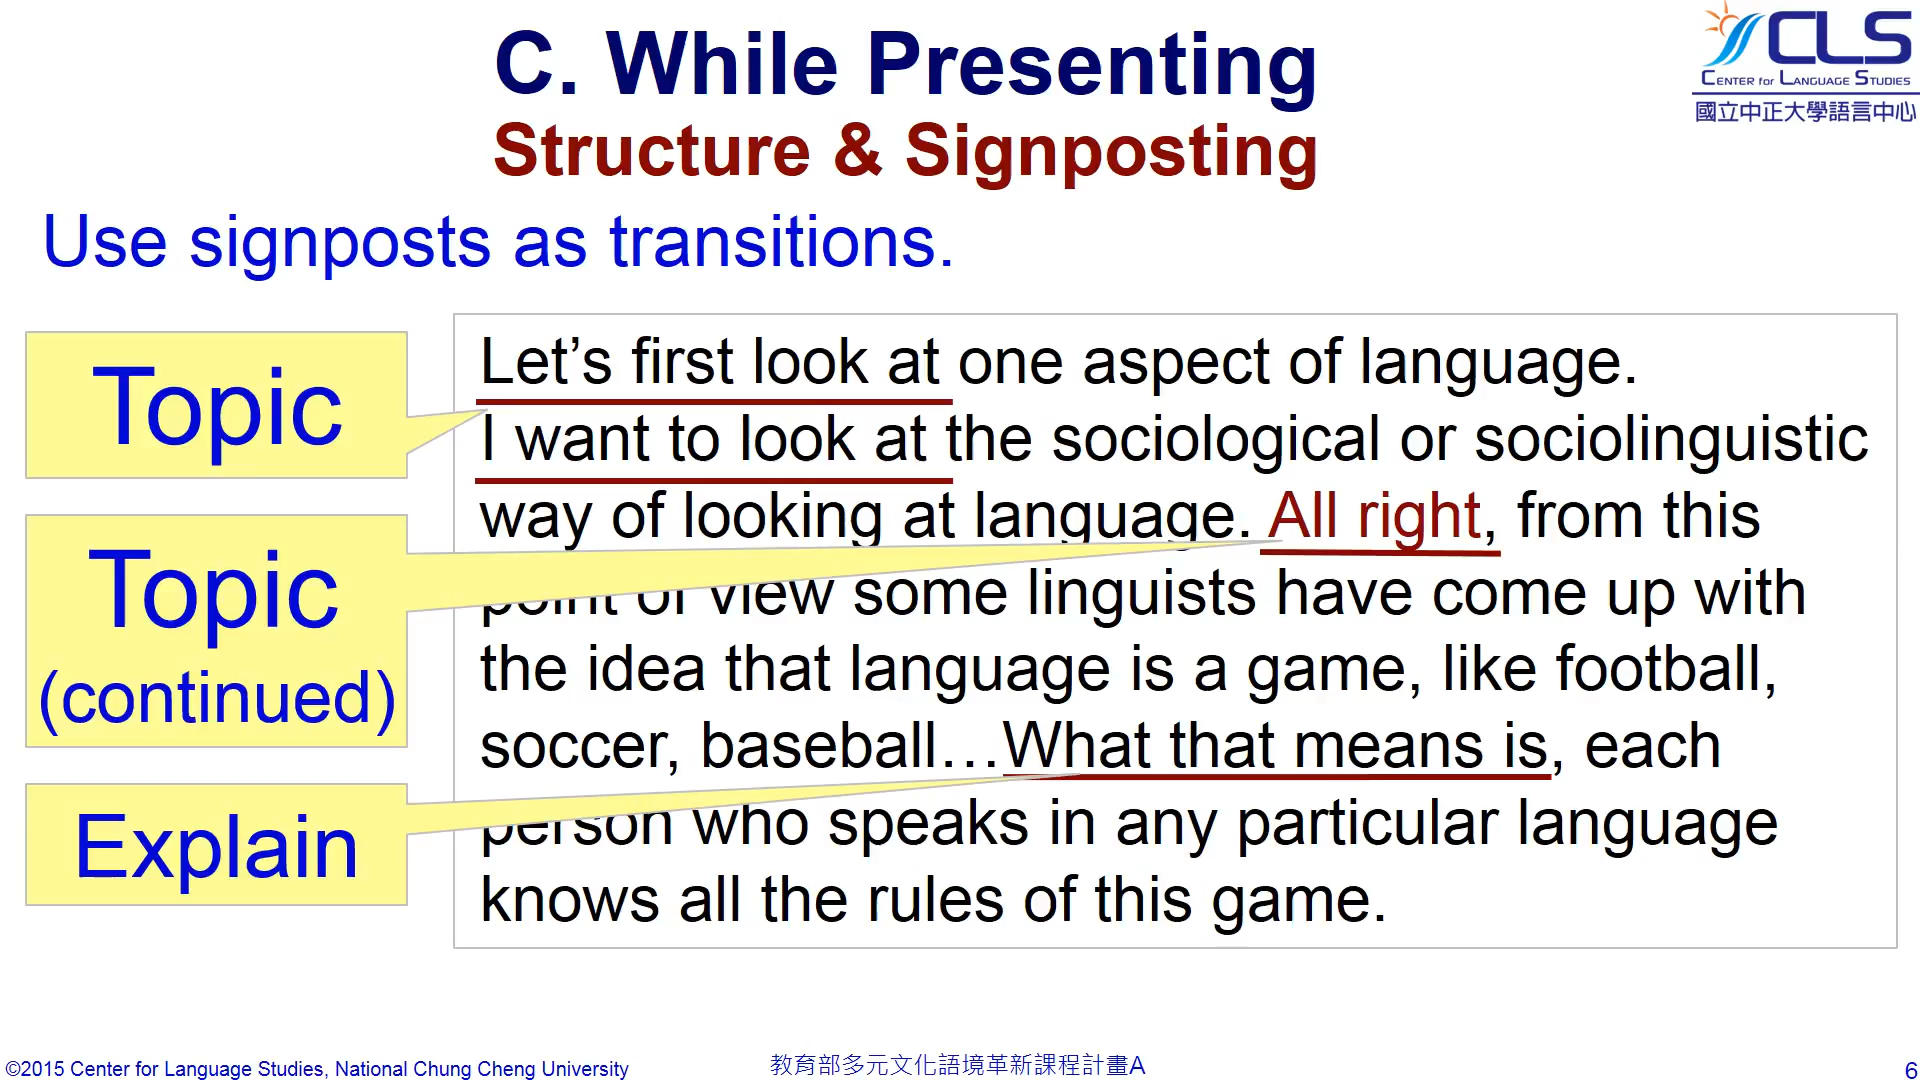 C. While Presenting
Structure & Signposting
CLS
CENTER for LANGUAGE STUDIES
國立中正大學語言中心
Use signposts as transitions.
Topic
Topic
(continued)
Explain
Let’s first look at one aspect of language.
I want to look at the sociological or sociolinguistic
way of looking at language. All right, from this
point of view some linguists have come up with
the idea that language is a game, like football,
soccer, baseball…What that means is, each
person who speaks in any particular language
knows all the rules of this game.
©2015 Center for Language Studies, National Chung Cheng University
教育部多元文化語境革新課程計畫A
6